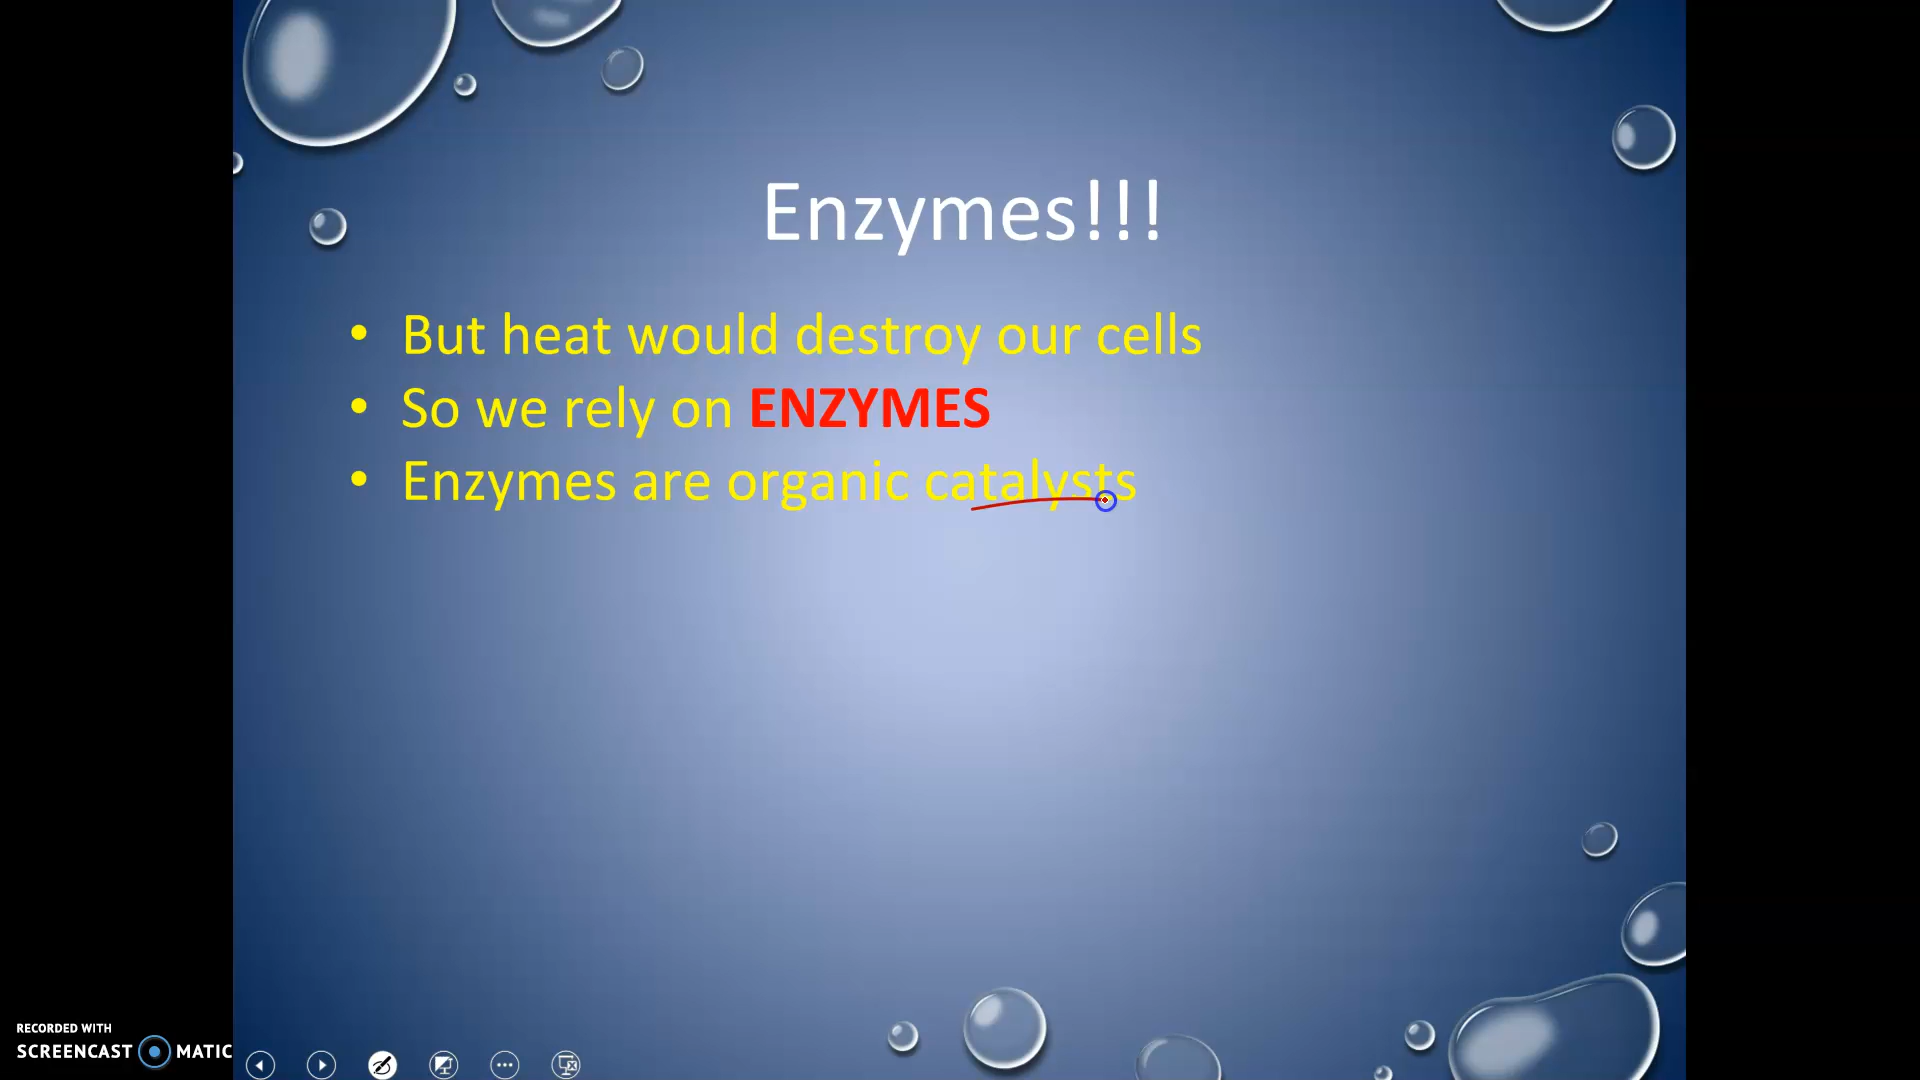 Enzymes!!!
• But heat would destroy our cells
• So we rely on ENZYMES
• Enzymes are organic catalysts
RECORDED WITH
SCREENCAST MATIC